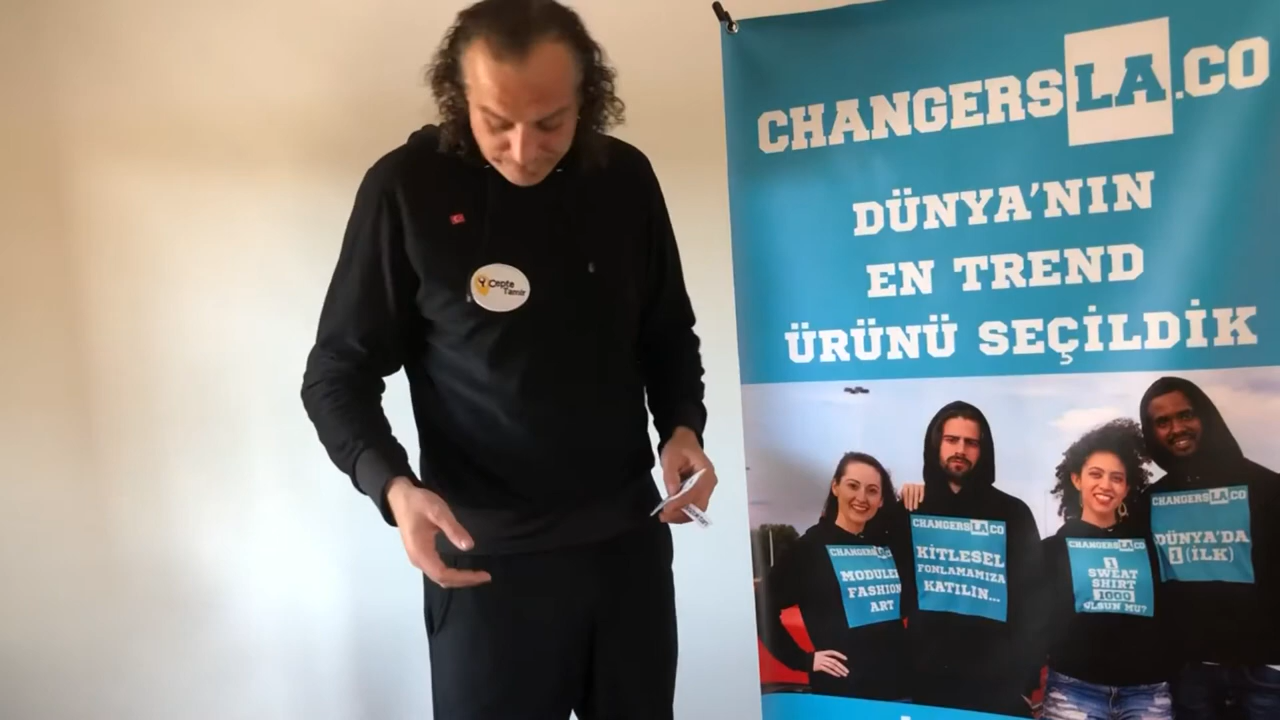 CHANGERSLA.CO
DÜNYA'NIN
EN TREND
ÜRÜNÜ SEÇİLDİK
Cepte
Tamir
CHANGERSLA.CO
MODULER
FASHION
ART
CHANGERSLA.CO
KİTLESEL
FONLAMAMIZA
KATILIN...
CHANGERSLA.CO
1
SWEAT
SHIRT
1000
OLSUN MU?
CHANGERSLA.CO
DÜNYA'DA
1 (İLK)